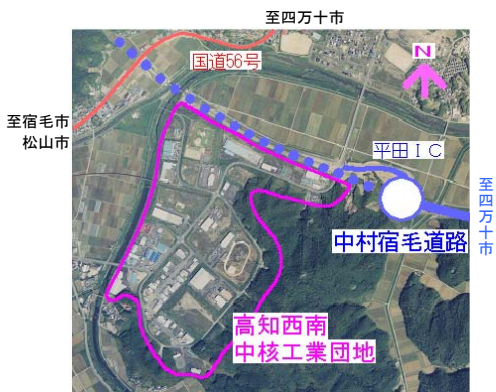 至四万十市
国道56号
N
至宿毛市
松山市
平田ＩＣ
至四万十市
中村宿毛道路
高知西南
中核工業団地